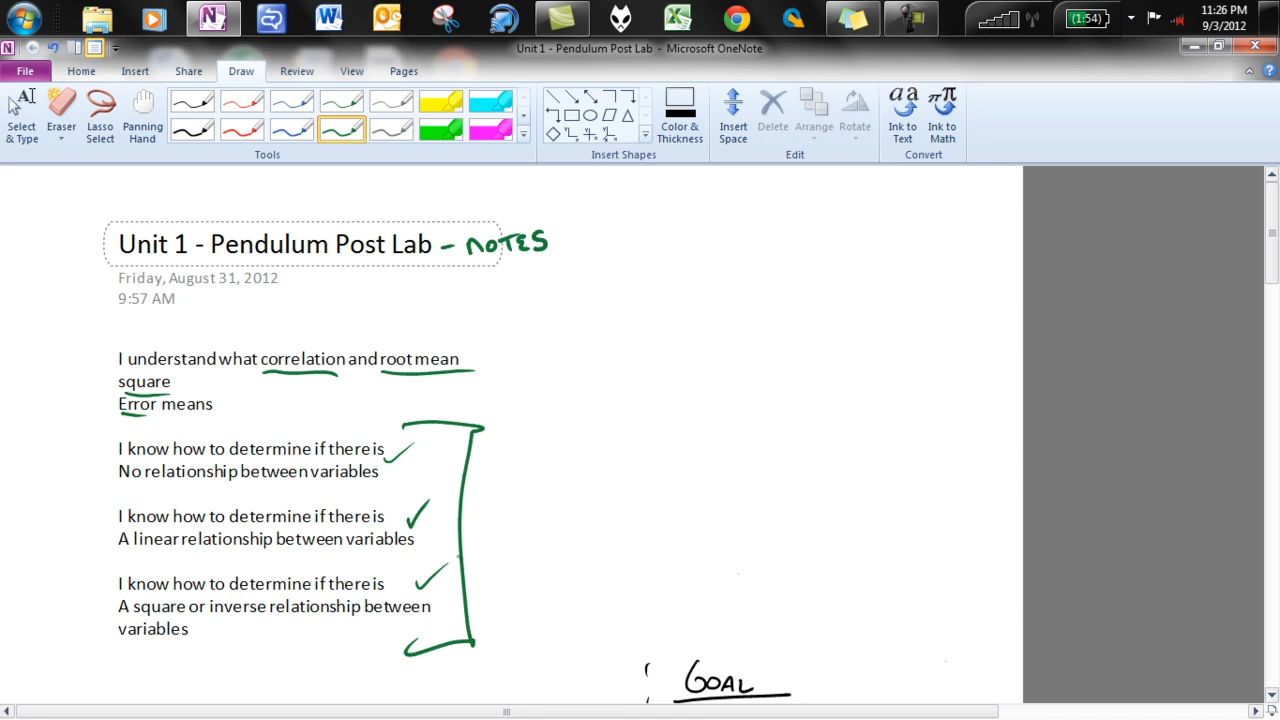 11:26 PM
(1:54)
9/3/2012
Unit 1 - Pendulum Post Lab - Microsoft OneNote
File Home Insert Share Draw Review View Pages
Select & Type
Eraser
Lasso Select
Panning Hand
Color & Thickness
Insert Space
Delete
Arrange
Rotate
Ink to Text
Ink to Math
Tools
Insert Shapes
Edit
Convert
Unit 1 - Pendulum Post Lab - NOTES
Friday, August 31, 2012
9:57 AM
I understand what correlation and root mean
square
Error means
I know how to determine if there is
No relationship between variables
I know how to determine if there is
A linear relationship between variables
I know how to determine if there is
A square or inverse relationship between
variables
GOAL